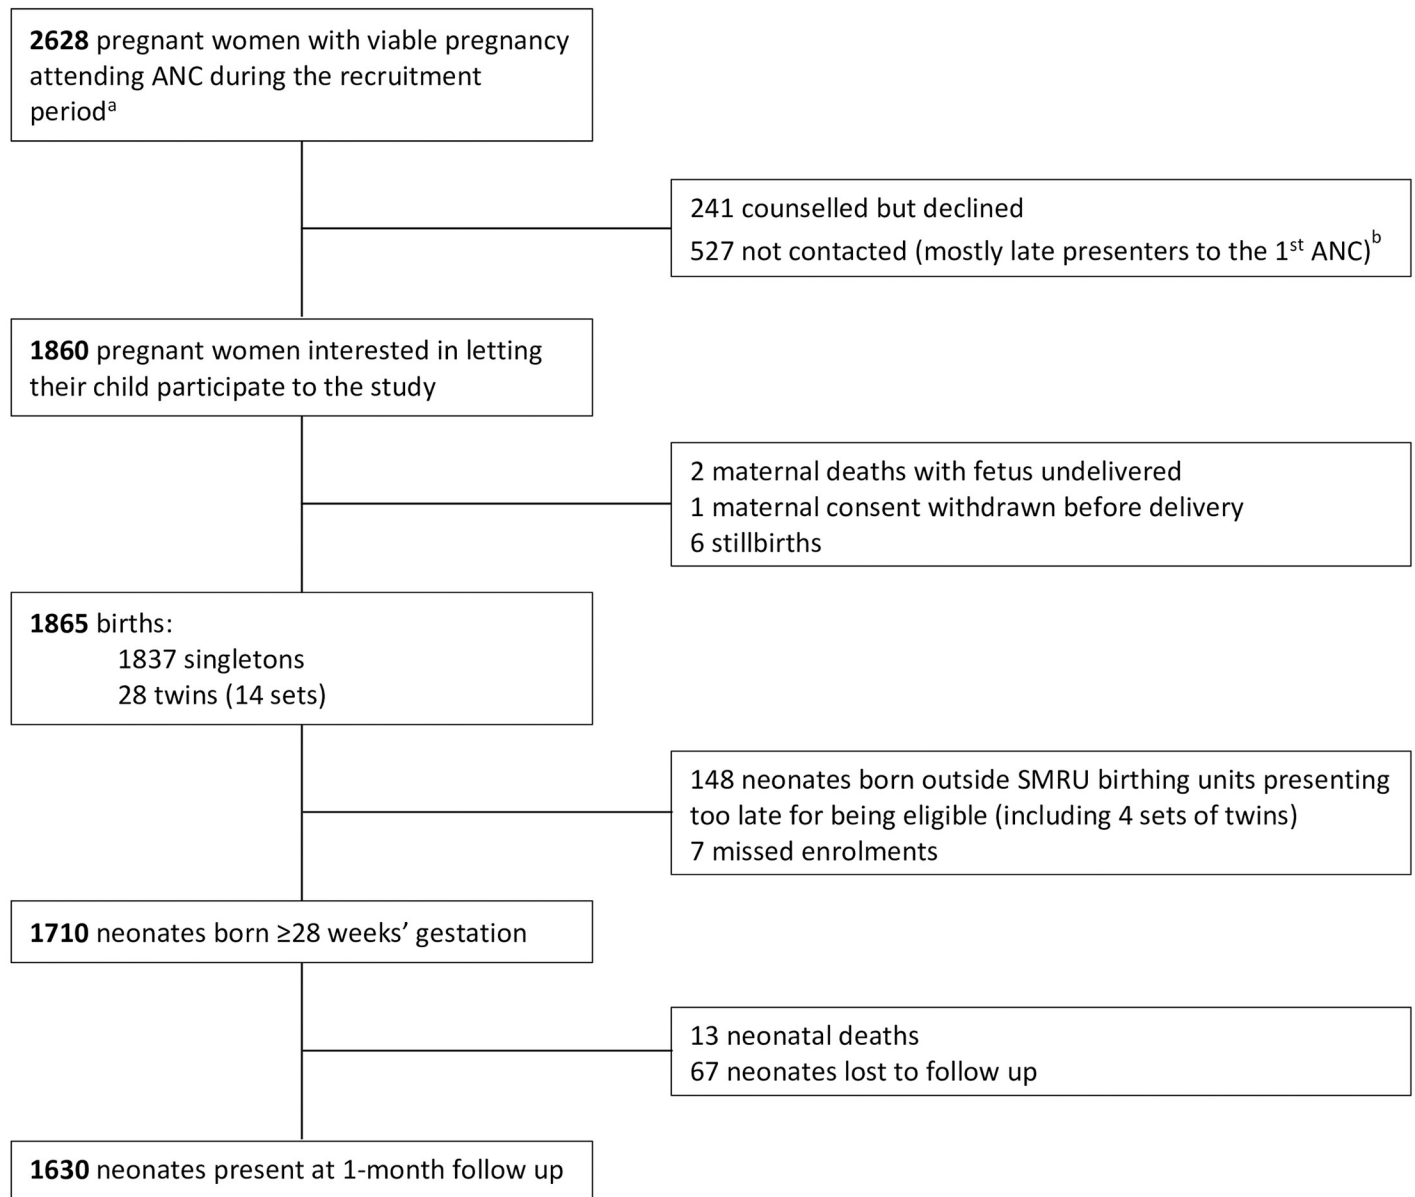 2628 pregnant women with viable pregnancy
attending ANC during the recruitment
periodᵃ
241 counselled but declined
527 not contacted (mostly late presenters to the 1ˢᵗ ANC)ᵇ
1860 pregnant women interested in letting
their child participate to the study
2 maternal deaths with fetus undelivered
1 maternal consent withdrawn before delivery
6 stillbirths
1865 births:
1837 singletons
28 twins (14 sets)
148 neonates born outside SMRU birthing units presenting
too late for being eligible (including 4 sets of twins)
7 missed enrolments
1710 neonates born ≥28 weeks’ gestation
13 neonatal deaths
67 neonates lost to follow up
1630 neonates present at 1-month follow up